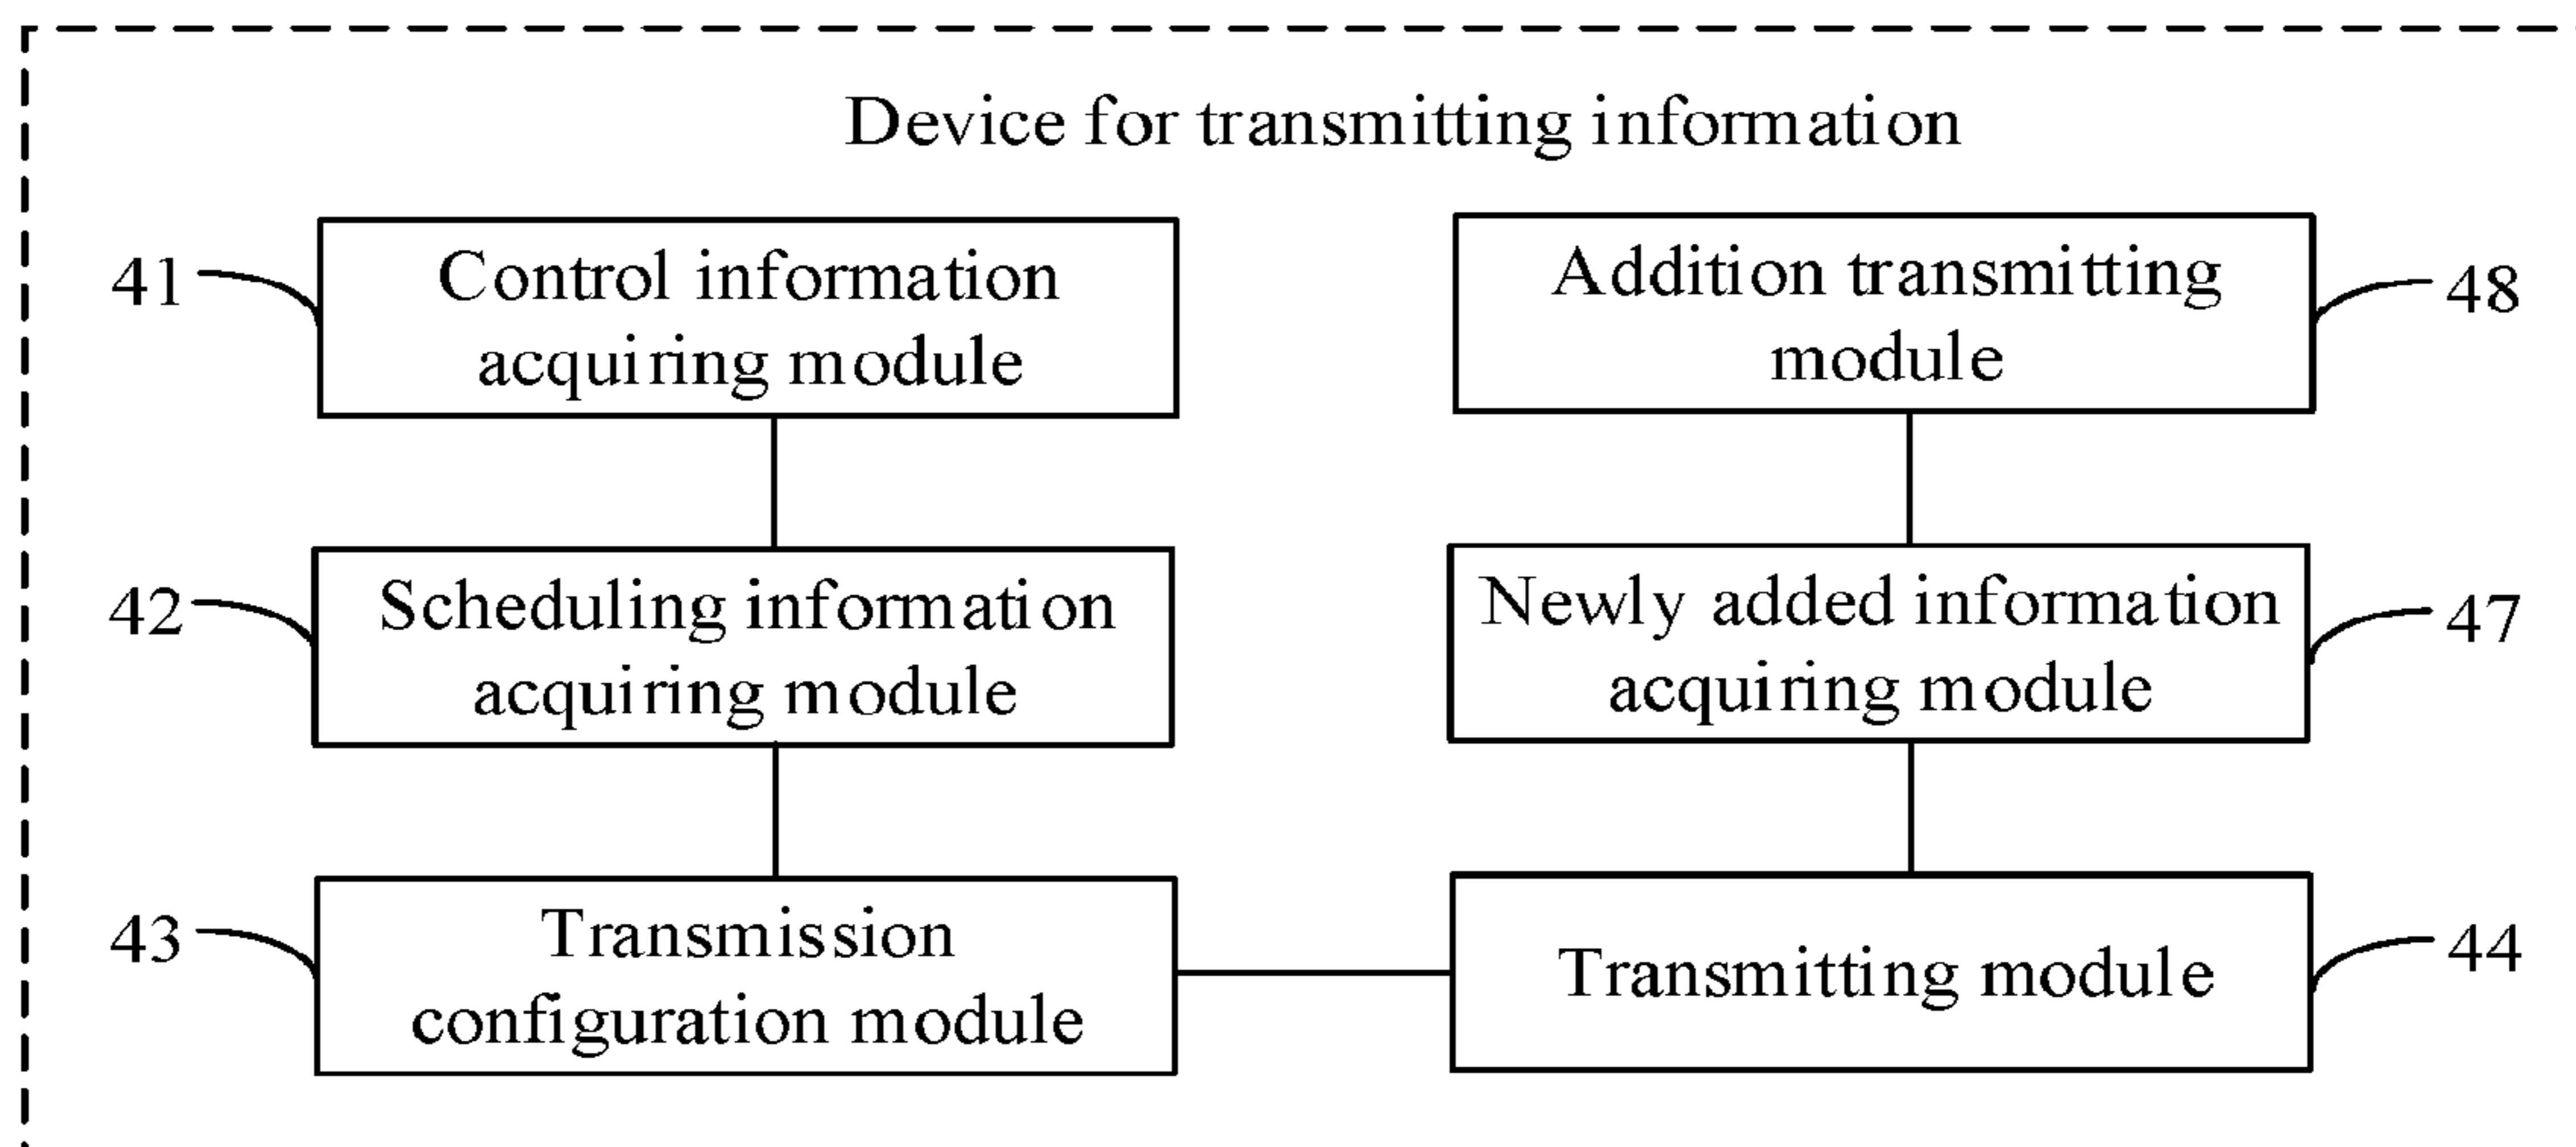 Device for transmitting information
41
Control information
acquiring module
Addition transmitting
module
48
42
Scheduling information
acquiring module
Newly added information
acquiring module
47
43
Transmission
configuration module
Transmitting module
44